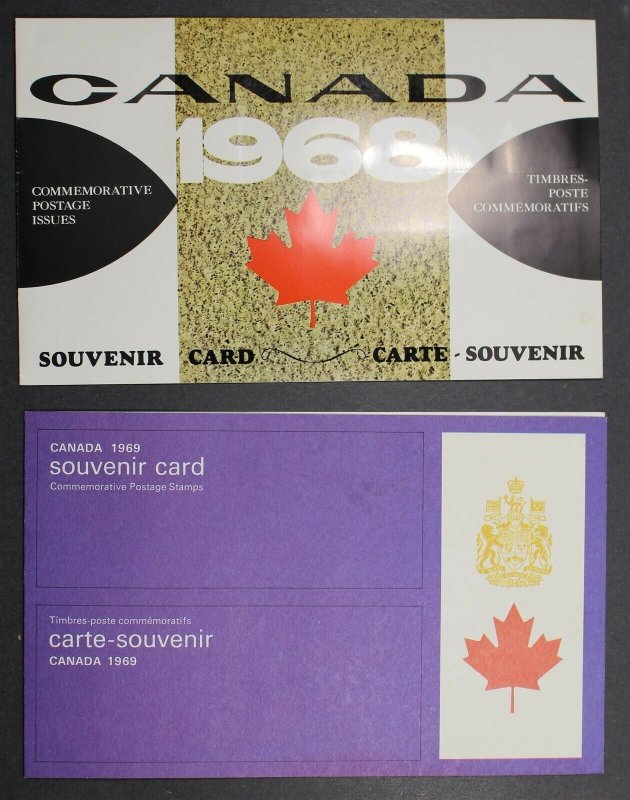 CANADA
1968
COMMEMORATIVE
POSTAGE
ISSUES
TIMBRES-
POSTE
COMMÉMORATIFS
SOUVENIR CARD CARTE-SOUVENIR
CANADA 1969
souvenir card
Commemorative Postage Stamps
Timbres-poste commémoratifs
carte-souvenir
CANADA 1969